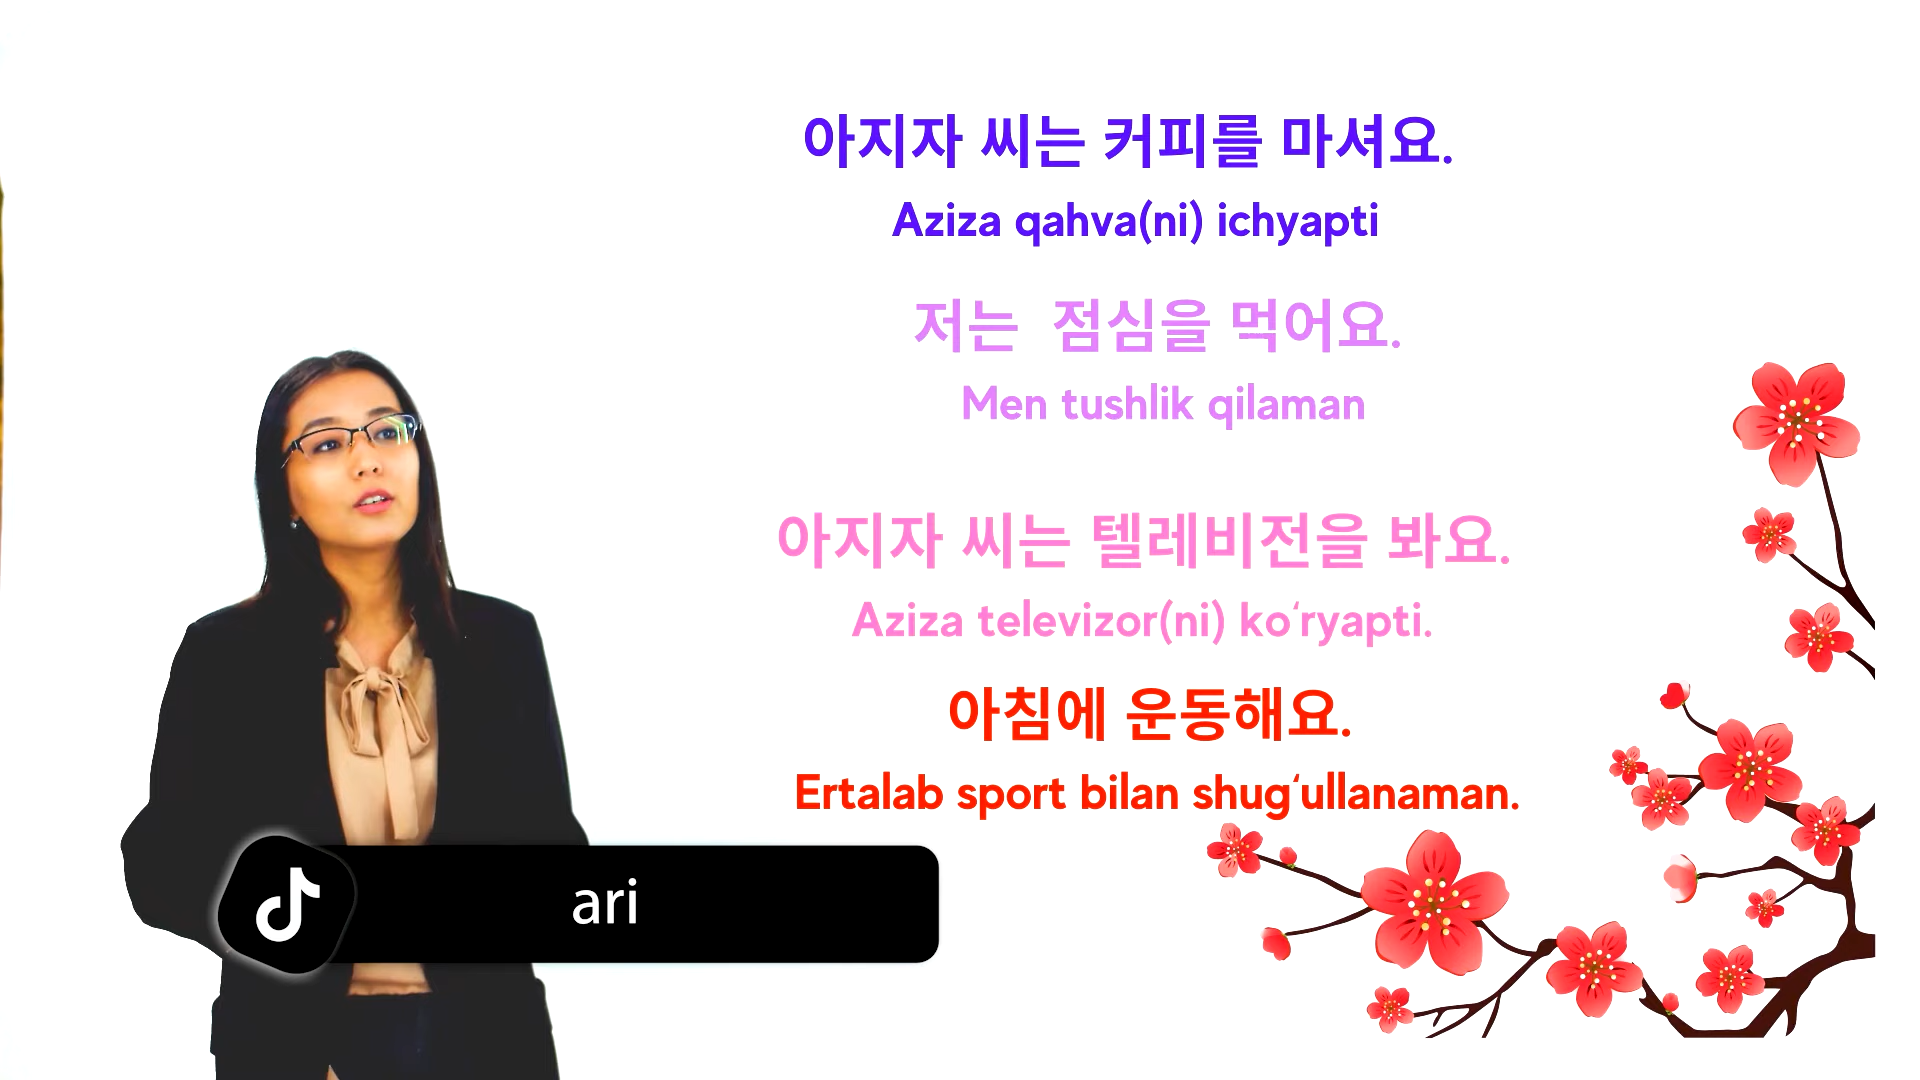 아지자 씨는 커피를 마셔요.
Aziza qahva(ni) ichyapti
저는 점심을 먹어요.
Men tushlik qilaman
아지자 씨는 텔레비전을 봐요.
Aziza televizor(ni) ko‘ryapti.
아침에 운동해요.
Ertalab sport bilan shug‘ullanaman.
ari